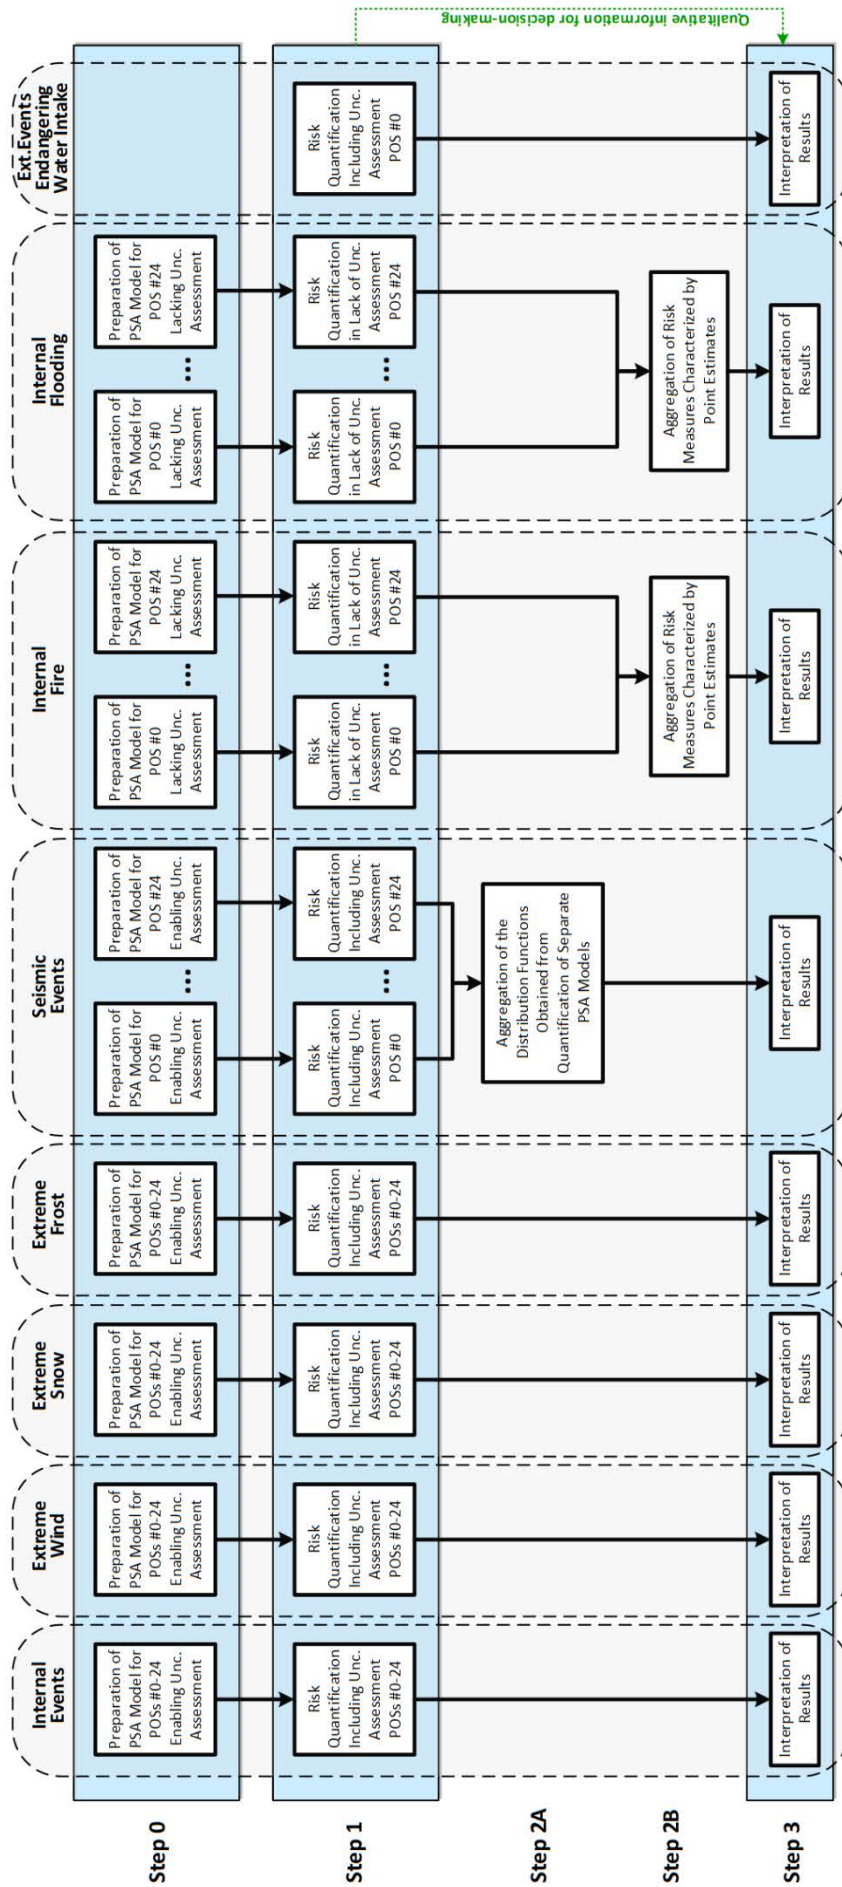 Internal
Events
Extreme
Wind
Extreme
Snow
Extreme
Frost
Seismic
Events
Internal
Fire
Internal
Flooding
Ext.Events
Endangering
Water Intake
Step 0
Preparation of
PSA Model for
POSs #0-24
Enabling Unc.
Assessment
Preparation of
PSA Model for
POSs #0-24
Enabling Unc.
Assessment
Preparation of
PSA Model for
POSs #0-24
Enabling Unc.
Assessment
Preparation of
PSA Model for
POSs #0-24
Enabling Unc.
Assessment
Preparation of
PSA Model for
POS #0
Enabling Unc.
Assessment
...
Preparation of
PSA Model for
POS #24
Enabling Unc.
Assessment
Preparation of
PSA Model for
POS #0
Lacking Unc.
Assessment
...
Preparation of
PSA Model for
POS #24
Lacking Unc.
Assessment
Preparation of
PSA Model for
POS #0
Lacking Unc.
Assessment
...
Preparation of
PSA Model for
POS #24
Lacking Unc.
Assessment
Step 1
Risk
Quantification
Including Unc.
Assessment
POSs #0-24
Risk
Quantification
Including Unc.
Assessment
POSs #0-24
Risk
Quantification
Including Unc.
Assessment
POSs #0-24
Risk
Quantification
Including Unc.
Assessment
POSs #0-24
Risk
Quantification
Including Unc.
Assessment
POS #0
...
Risk
Quantification
Including Unc.
Assessment
POS #24
Risk
Quantification
in Lack of Unc.
Assessment
POS #0
...
Risk
Quantification
in Lack of Unc.
Assessment
POS #24
Risk
Quantification
in Lack of Unc.
Assessment
POS #0
...
Risk
Quantification
in Lack of Unc.
Assessment
POS #24
Risk
Quantification
Including Unc.
Assessment
POS #0
Step 2A
Aggregation of the
Distribution Functions
Obtained from
Quantification of Separate
PSA Models
Step 2B
Aggregation of Risk
Measures Characterized by
Point Estimates
Aggregation of Risk
Measures Characterized by
Point Estimates
Step 3
Interpretation of
Results
Interpretation of
Results
Interpretation of
Results
Interpretation of
Results
Interpretation of
Results
Interpretation of
Results
Interpretation of
Results
Interpretation of
Results
Qualitative information for decision-making